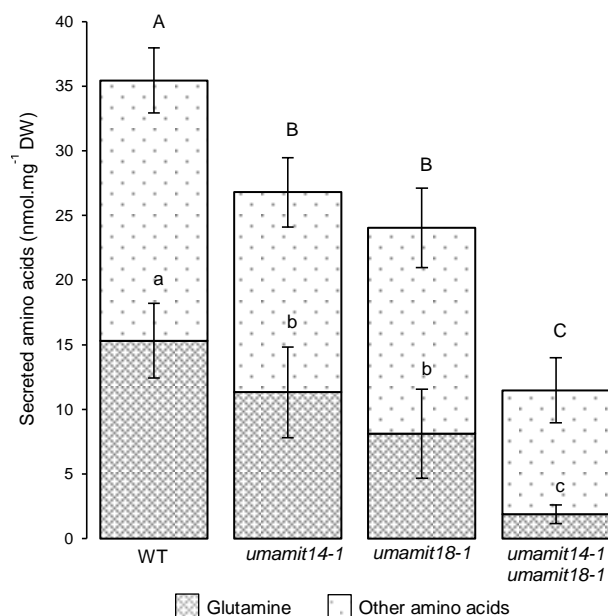 Secreted amino acids (nmol.mg⁻¹ DW)
40
35
30
25
20
15
10
5
0
A
a
B
b
B
b
C
c
WT
umamit14-1
umamit18-1
umamit14-1
umamit18-1
Glutamine
Other amino acids